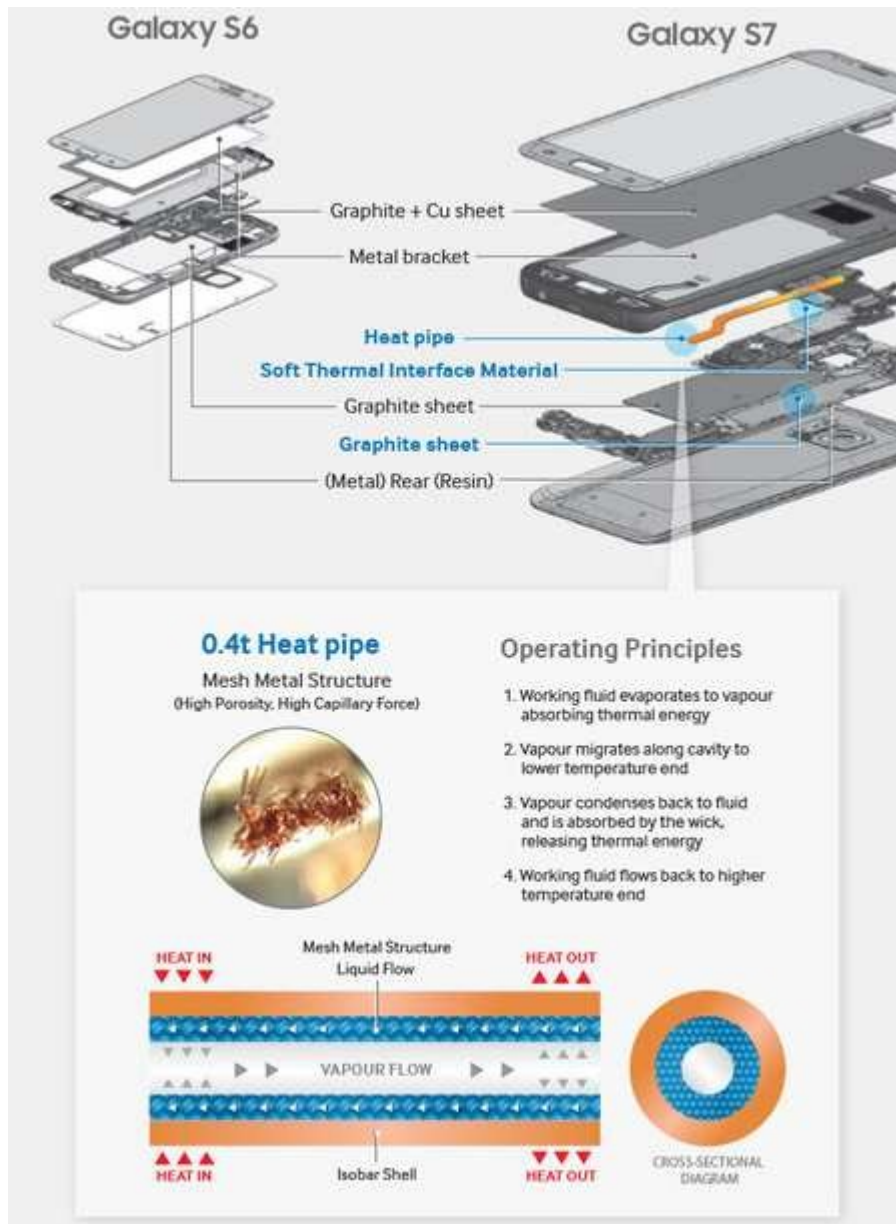 Galaxy S6
Galaxy S7
Graphite + Cu sheet
Metal bracket
Heat pipe
Soft Thermal Interface Material
Graphite sheet
Graphite sheet
(Metal) Rear (Resin)
0.4t Heat pipe
Mesh Metal Structure
(High Porosity, High Capillary Force)
Operating Principles
1. Working fluid evaporates to vapour
absorbing thermal energy
2. Vapour migrates along cavity to
lower temperature end
3. Vapour condenses back to fluid
and is absorbed by the wick,
releasing thermal energy
4. Working fluid flows back to higher
temperature end
HEAT IN
Mesh Metal Structure
Liquid Flow
HEAT OUT
VAPOUR FLOW
HEAT IN
Isobar Shell
HEAT OUT
CROSS-SECTIONAL
DIAGRAM